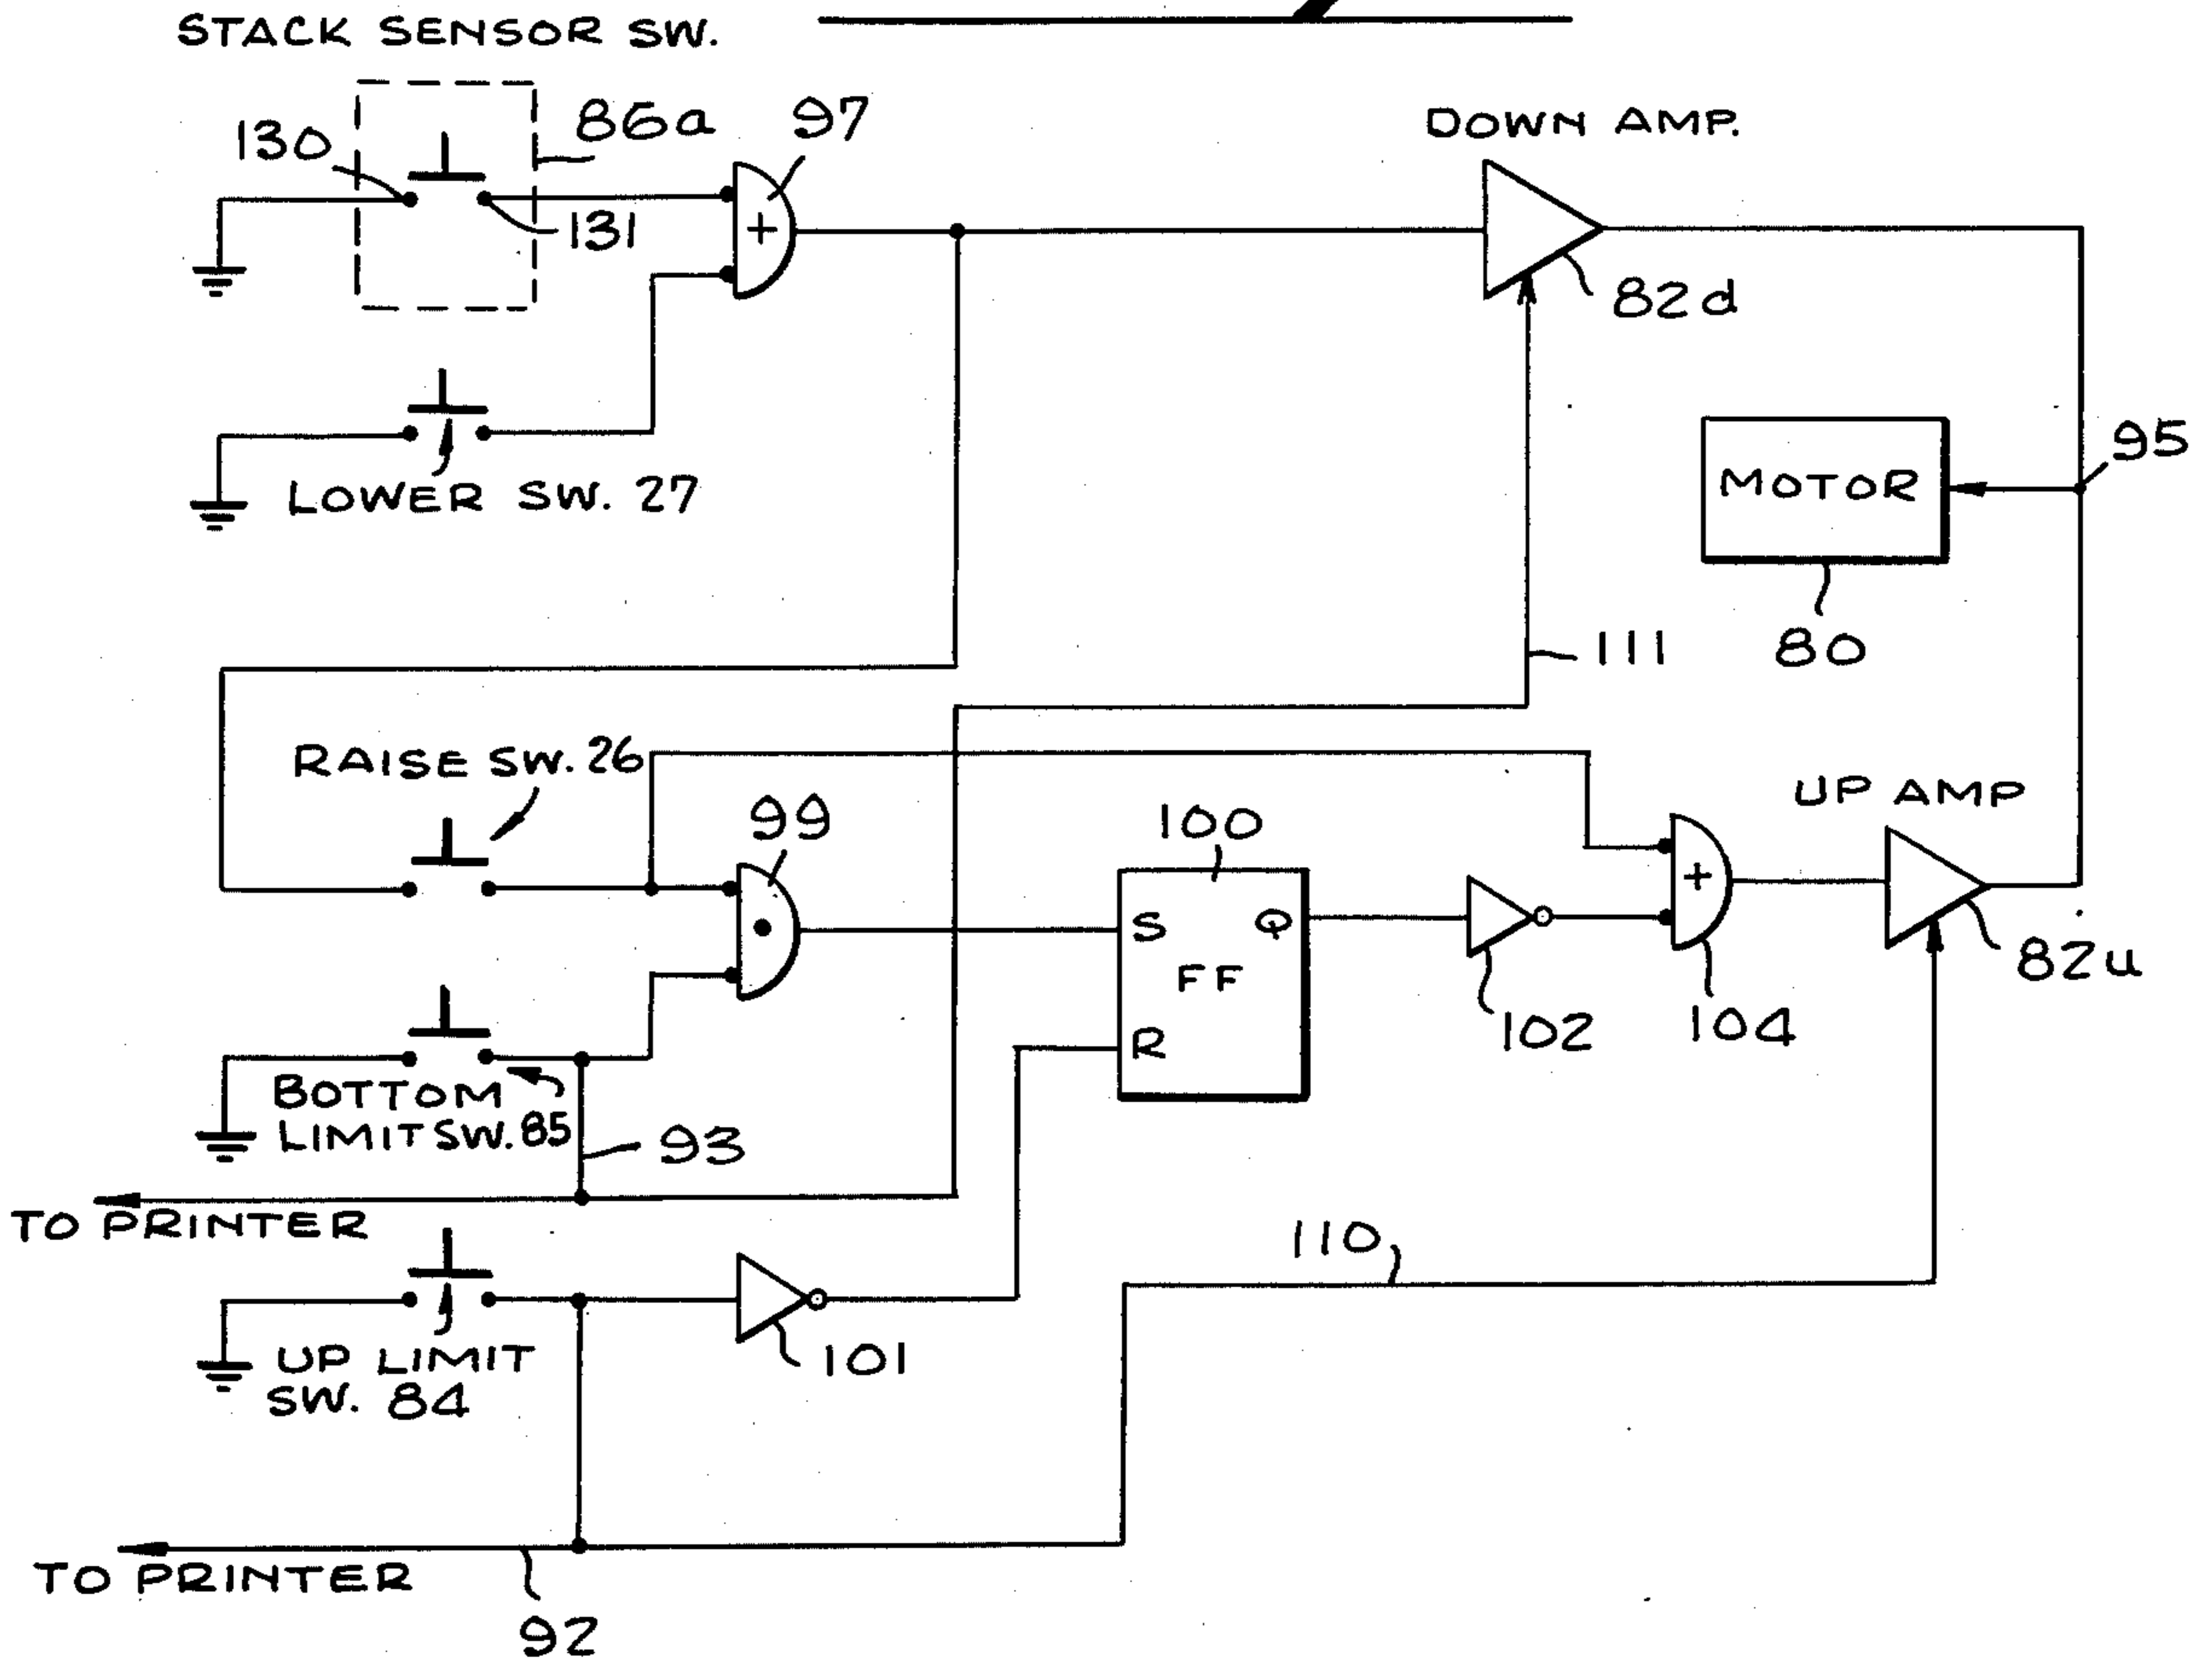 STACK SENSOR SW.
130
86a
97
DOWN AMP.
131
+
82d
LOWER SW. 27
MOTOR
95
80
111
RAISE SW. 26
99
100
UP AMP
S
Q
FF
R
+
102
104
82u
BOTTOM
LIMIT SW. 85
93
TO PRINTER
110
101
UP LIMIT
SW. 84
TO PRINTER
92